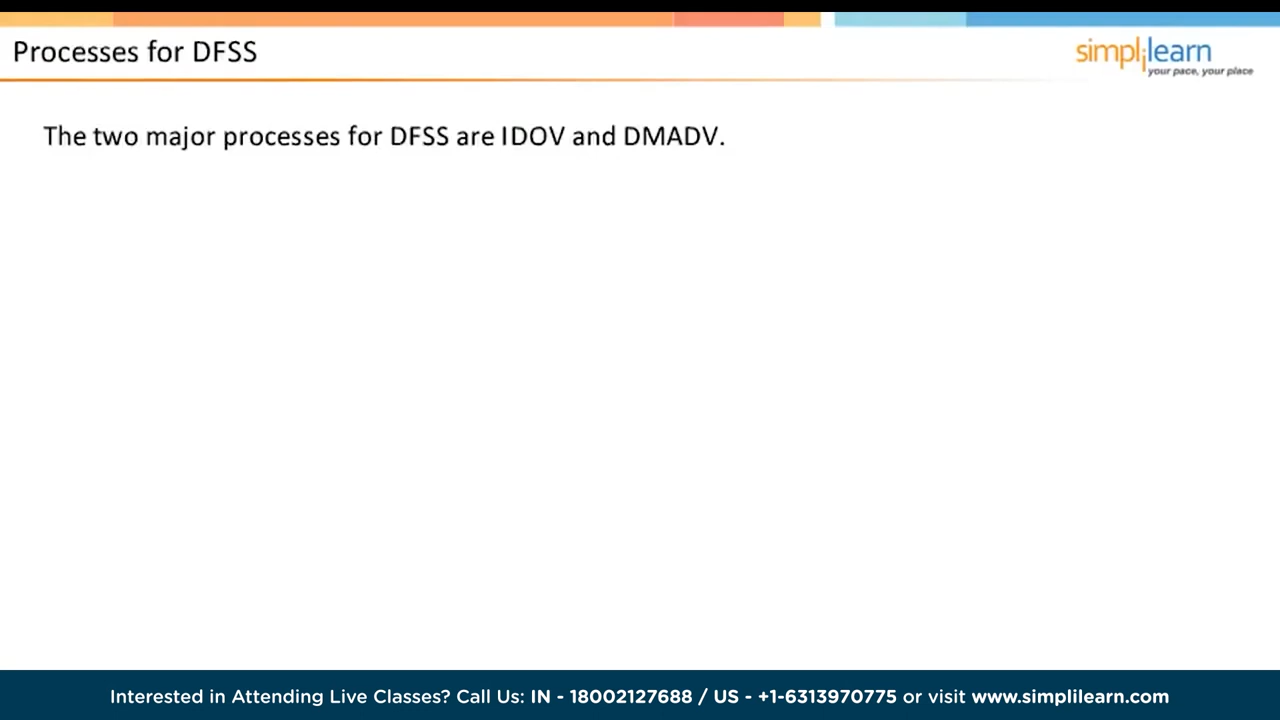 Processes for DFSS
simplilearn
your pace, your place
The two major processes for DFSS are IDOV and DMADV.
Interested in Attending Live Classes? Call Us: IN - 18002127688 / US - +1-6313970775 or visit www.simplilearn.com